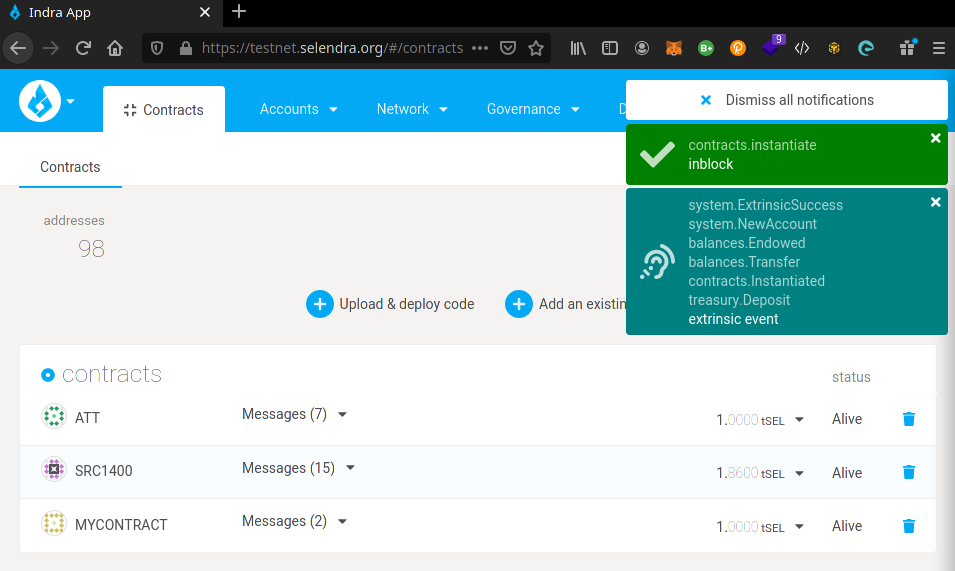 Indra App
https://testnet.selendra.org/#/contracts
9
B+
Contracts
Accounts
Network
Governance
D
Dismiss all notifications
Contracts
contracts.instantiate
inblock
addresses
98
system.ExtrinsicSuccess
system.NewAccount
balances.Endowed
balances.Transfer
contracts.Instantiated
treasury.Deposit
extrinsic event
Upload & deploy code
Add an existin
contracts
status
ATT
Messages (7)
1.0000 tSEL
Alive
SRC1400
Messages (15)
1.8600 tSEL
Alive
MYCONTRACT
Messages (2)
1.0000 tSEL
Alive